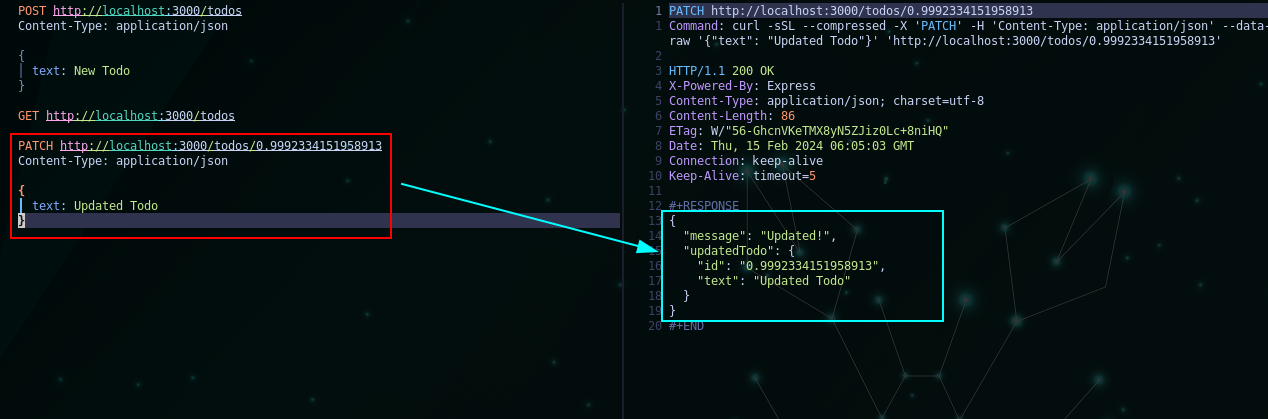 POST http://localhost:3000/todos
Content-Type: application/json
{
text: New Todo
}
GET http://localhost:3000/todos
PATCH http://localhost:3000/todos/0.9992334151958913
Content-Type: application/json
{
text: Updated Todo
}
1 PATCH http://localhost:3000/todos/0.9992334151958913
1 Command: curl -sSL --compressed -X 'PATCH' -H 'Content-Type: application/json' --data-
raw '{"text": "Updated Todo"}' 'http://localhost:3000/todos/0.9992334151958913'
2
3 HTTP/1.1 200 OK
4 X-Powered-By: Express
5 Content-Type: application/json; charset=utf-8
6 Content-Length: 86
7 ETag: W/"56-GhcnVKeTMX8yN5ZJiz0Lc+8niHQ"
8 Date: Thu, 15 Feb 2024 06:05:03 GMT
9 Connection: keep-alive
10 Keep-Alive: timeout=5
11
12 #+RESPONSE
13 {
14 "message": "Updated!",
15 "updatedTodo": {
16 "id": "0.9992334151958913",
17 "text": "Updated Todo"
18 }
19 }
20 #+END